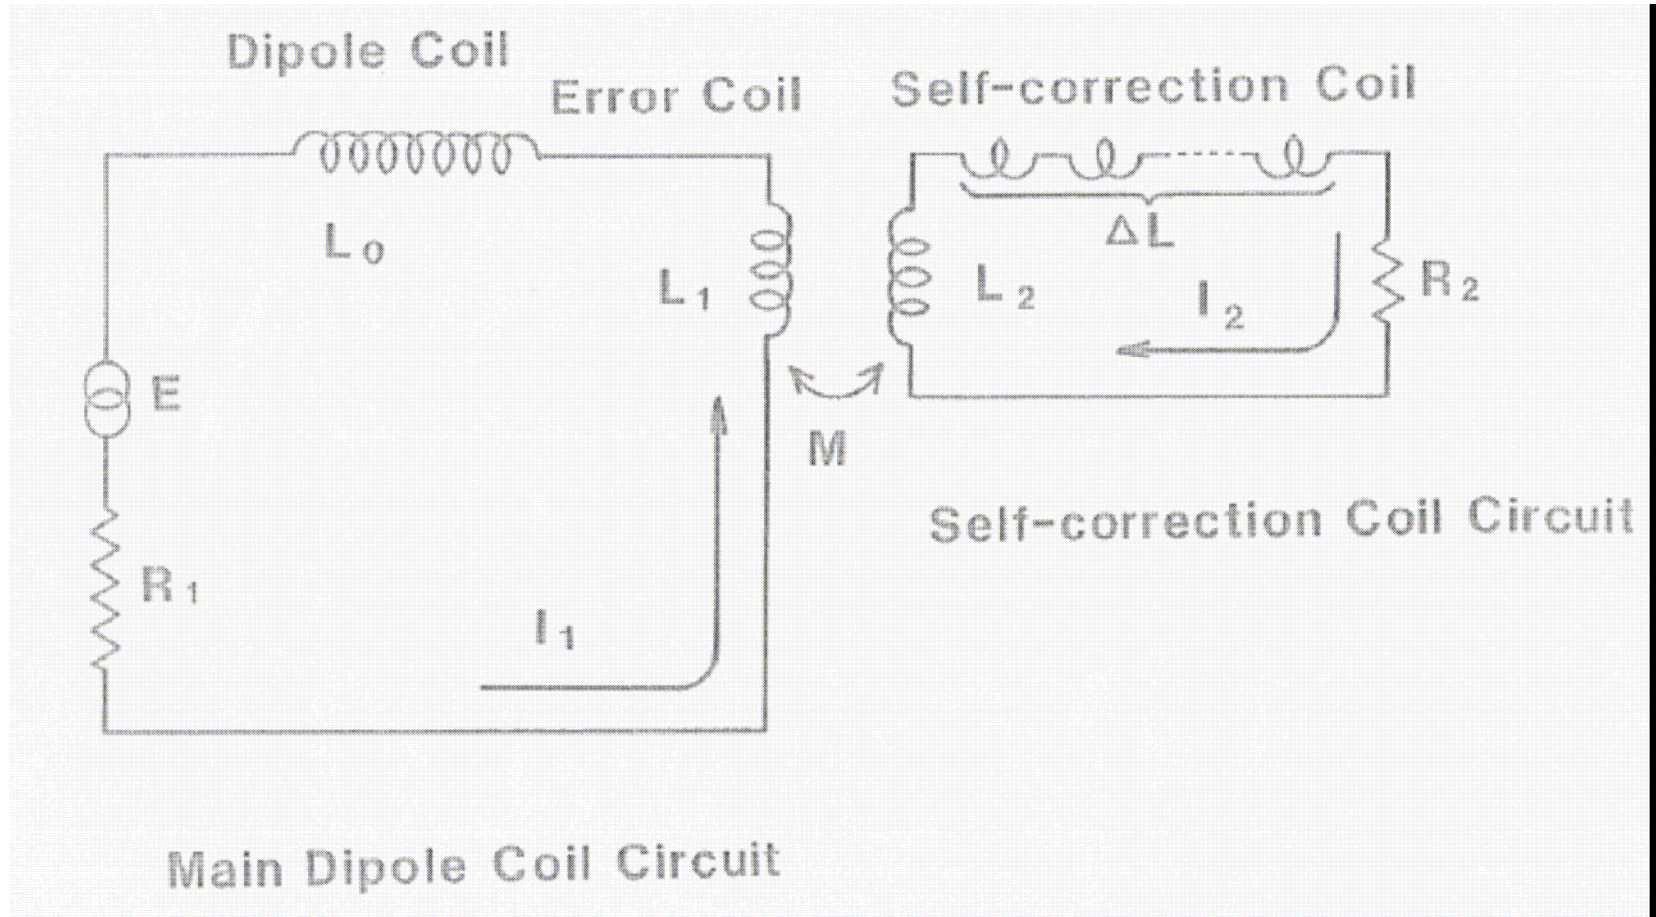 Dipole Coil
Error Coil
Self-correction Coil
L0
L1
L2
ΔL
I2
R2
E
M
R1
I1
Self-correction Coil Circuit
Main Dipole Coil Circuit